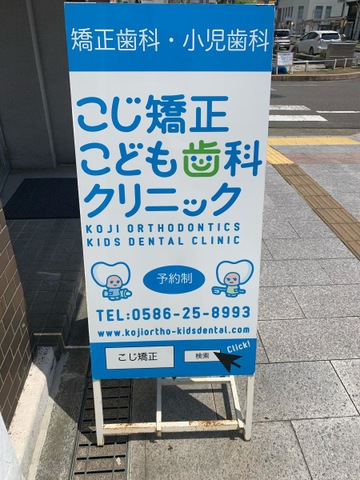 矯正歯科・小児歯科
こじ矯正
こども歯科
クリニック
KOJI ORTHODONTICS
KIDS DENTAL CLINIC
予約制
TEL:0586-25-8993
www.kojiortho-kidsdental.com
こじ矯正 検索
Click!